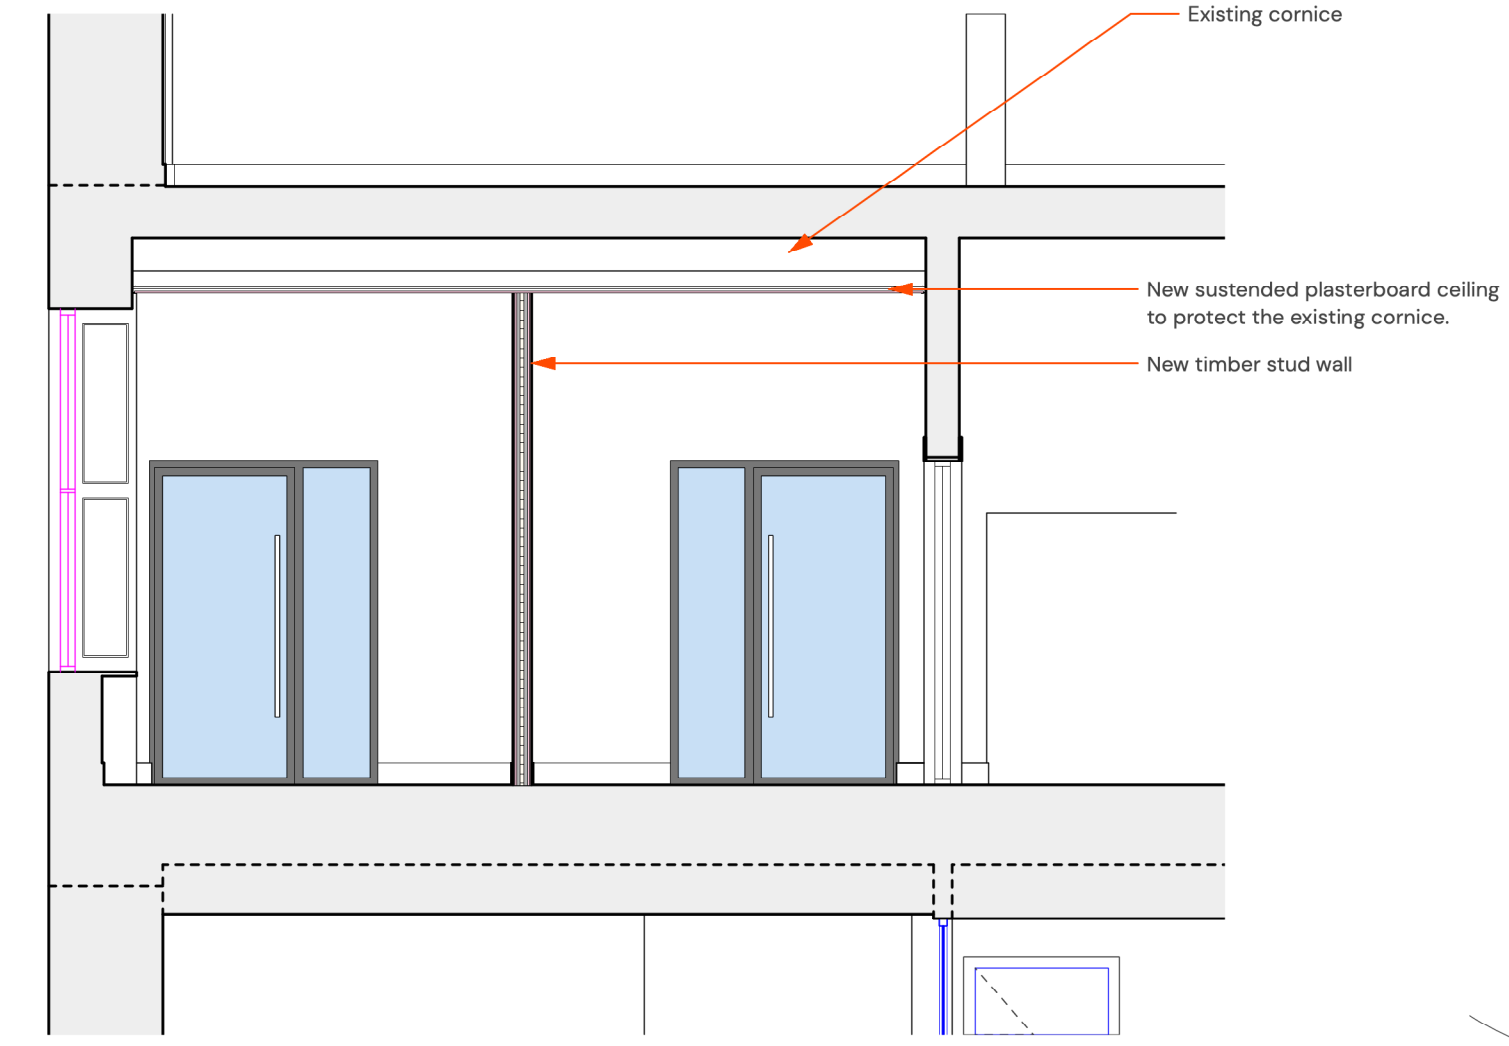 Existing cornice
New sustended plasterboard ceiling
to protect the existing cornice.
New timber stud wall